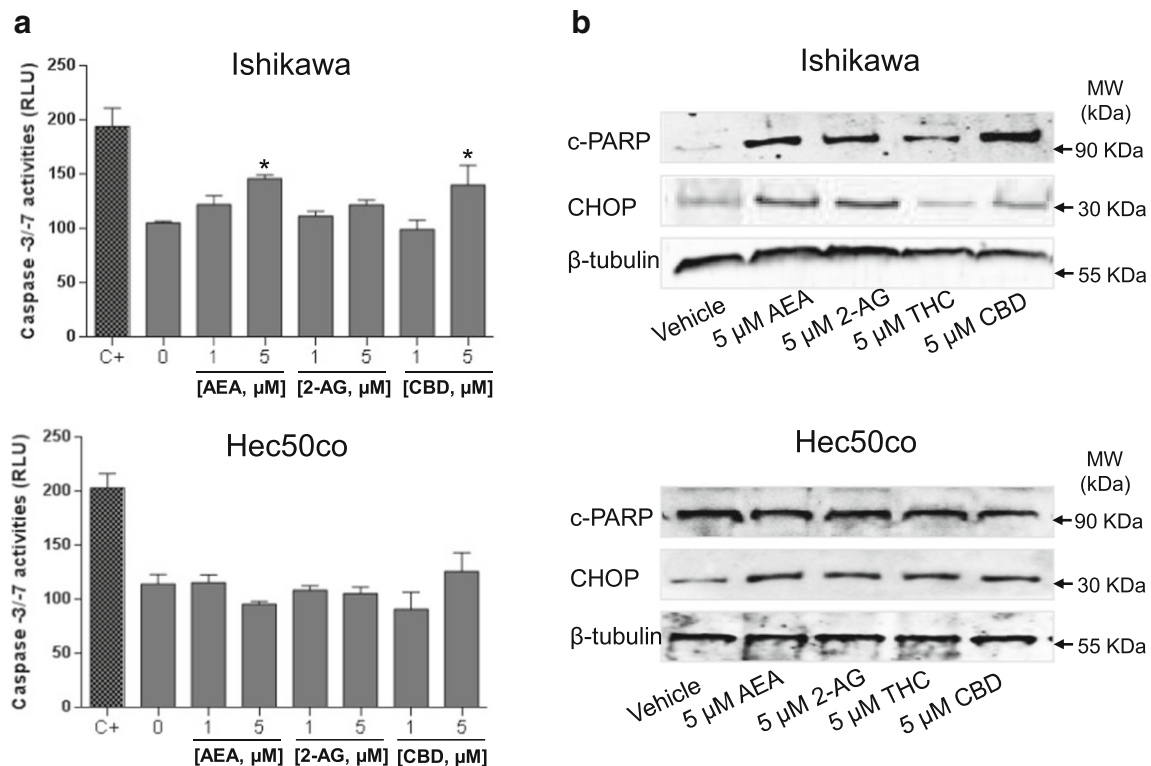 a
Ishikawa
Caspase -3/-7 activities (RLU)
250
200
150
100
50
0
*
*
C+ 0 1 5 1 5 1 5
[AEA, µM] [2-AG, µM] [CBD, µM]
Hec50co
Caspase -3/-7 activities (RLU)
250
200
150
100
50
0
C+ 0 1 5 1 5 1 5
[AEA, µM] [2-AG, µM] [CBD, µM]
b
Ishikawa
MW
(kDa)
c-PARP
90 KDa
CHOP
30 KDa
β-tubulin
55 KDa
Vehicle
5 µM AEA
5 µM 2-AG
5 µM THC
5 µM CBD
Hec50co
MW
(kDa)
c-PARP
90 KDa
CHOP
30 KDa
β-tubulin
55 KDa
Vehicle
5 µM AEA
5 µM 2-AG
5 µM THC
5 µM CBD